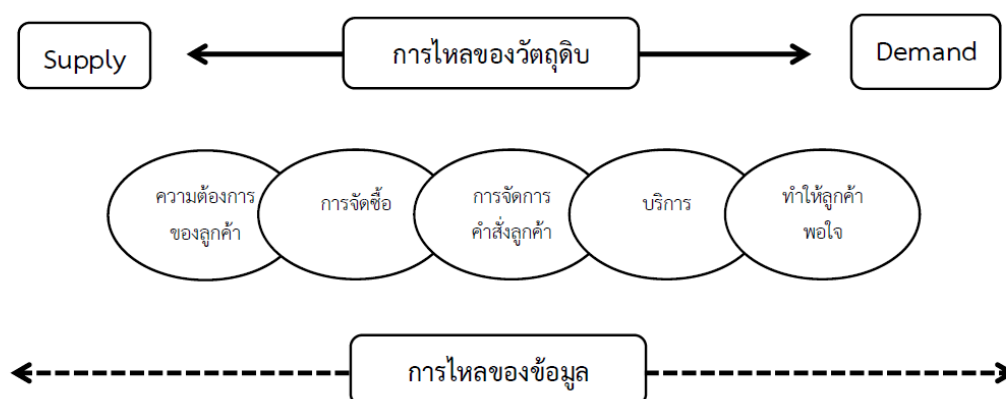 Supply
การไหลของวัตถุดิบ
Demand
ความต้องการ
ของลูกค้า
การจัดซื้อ
การจัดการ
คำสั่งลูกค้า
บริการ
ทำให้ลูกค้า
พอใจ
การไหลของข้อมูล